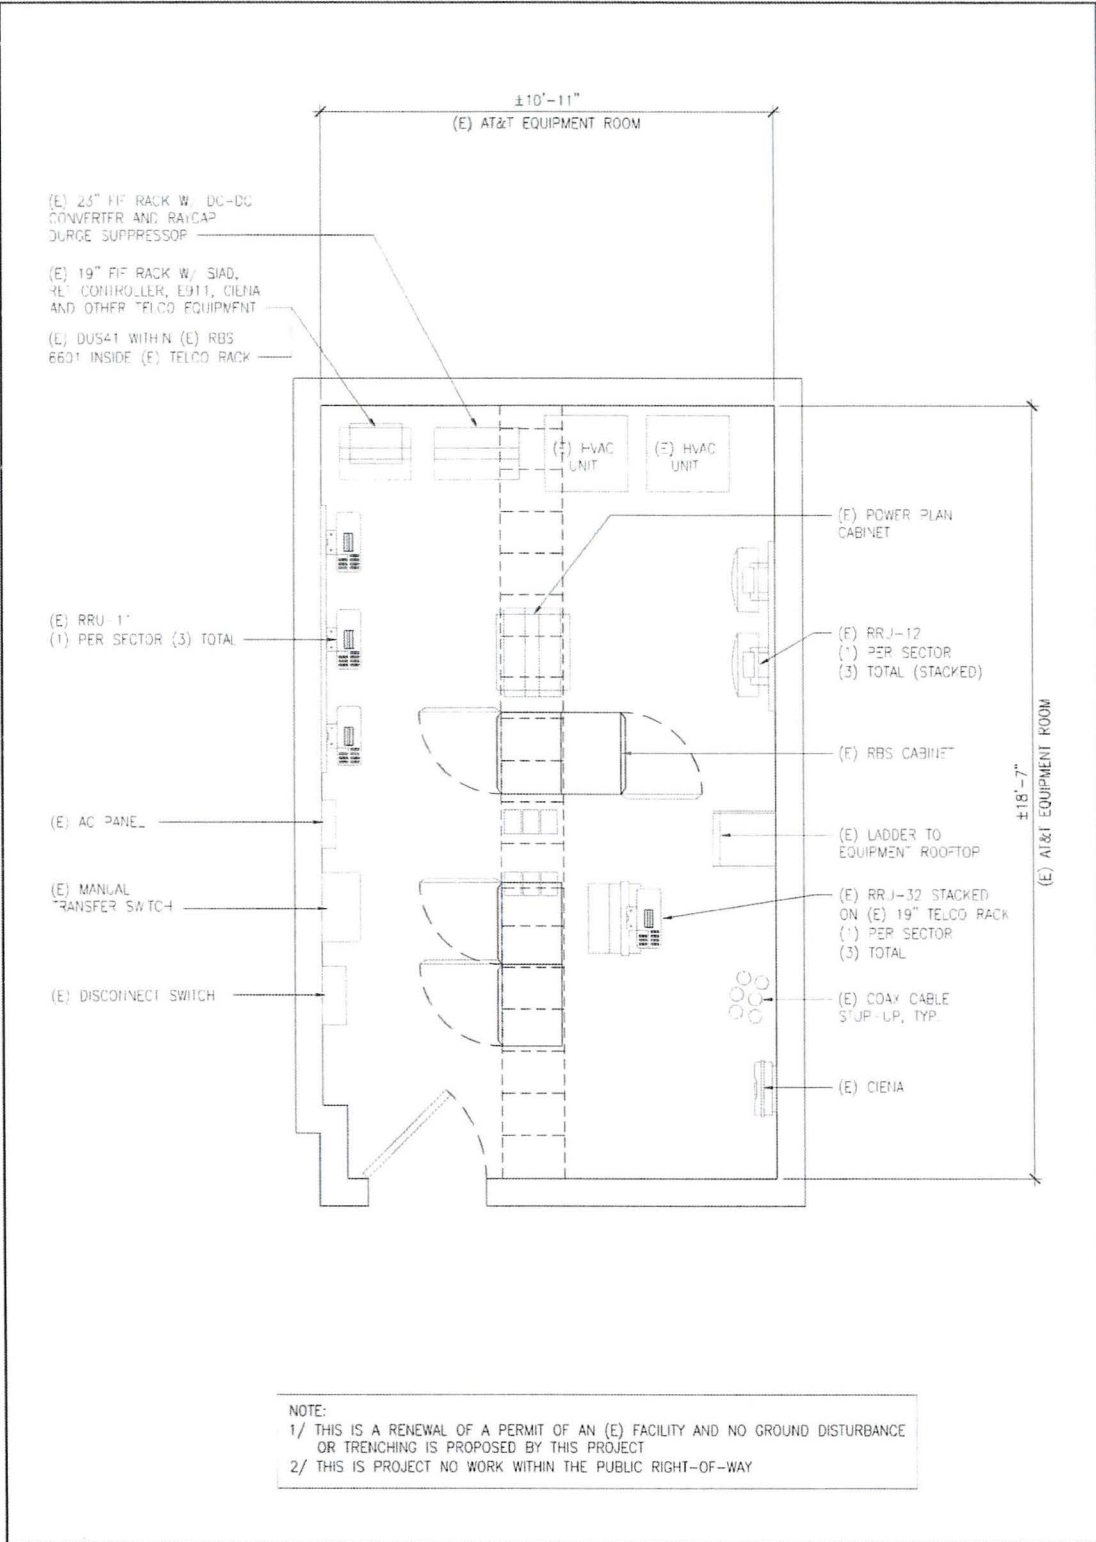 ±10'-11"
(E) AT&T EQUIPMENT ROOM
(E) 23" FIF RACK W/ DC-DC
CONVERTER AND RAYCAP
SURGE SUPPRESSOR
(E) 19" FIF RACK W/ SIAD,
RET CONTROLLER, E911, CIENA
AND OTHER TELCO EQUIPMENT
(E) DUS41 WITHIN (E) RBS
6601 INSIDE (E) TELCO RACK
(E) HVAC
UNIT
(E) HVAC
UNIT
(E) POWER PLAN
CABINET
(E) RRU-11
(1) PER SECTOR (3) TOTAL
(E) RRU-12
(1) PER SECTOR
(3) TOTAL (STACKED)
(E) RBS CABINET
±18'-7"
(E) AT&T EQUIPMENT ROOM
(E) AC PANEL
(E) LADDER TO
EQUIPMENT ROOFTOP
(E) MANUAL
TRANSFER SWITCH
(E) RRU-32 STACKED
ON (E) 19" TELCO RACK
(1) PER SECTOR
(3) TOTAL
(E) DISCONNECT SWITCH
(E) COAX CABLE
STUP-UP, TYP.
(E) CIENA
NOTE:
1/ THIS IS A RENEWAL OF A PERMIT OF AN (E) FACILITY AND NO GROUND DISTURBANCE
OR TRENCHING IS PROPOSED BY THIS PROJECT
2/ THIS IS PROJECT NO WORK WITHIN THE PUBLIC RIGHT-OF-WAY